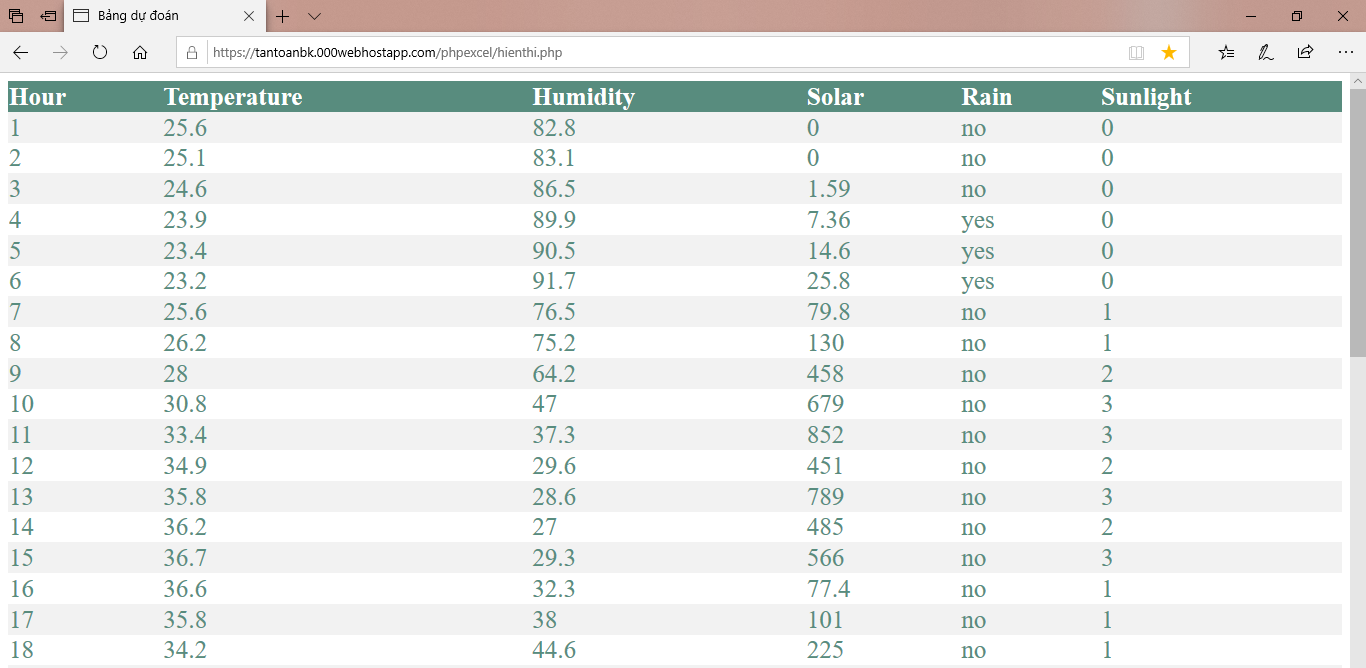 Bảng dự đoán
https://tantoanbk.000webhostapp.com/phpexcel/hienthi.php
Hour Temperature Humidity Solar Rain Sunlight
1 25.6 82.8 0 no 0
2 25.1 83.1 0 no 0
3 24.6 86.5 1.59 no 0
4 23.9 89.9 7.36 yes 0
5 23.4 90.5 14.6 yes 0
6 23.2 91.7 25.8 yes 0
7 25.6 76.5 79.8 no 1
8 26.2 75.2 130 no 1
9 28 64.2 458 no 2
10 30.8 47 679 no 3
11 33.4 37.3 852 no 3
12 34.9 29.6 451 no 2
13 35.8 28.6 789 no 3
14 36.2 27 485 no 2
15 36.7 29.3 566 no 3
16 36.6 32.3 77.4 no 1
17 35.8 38 101 no 1
18 34.2 44.6 225 no 1